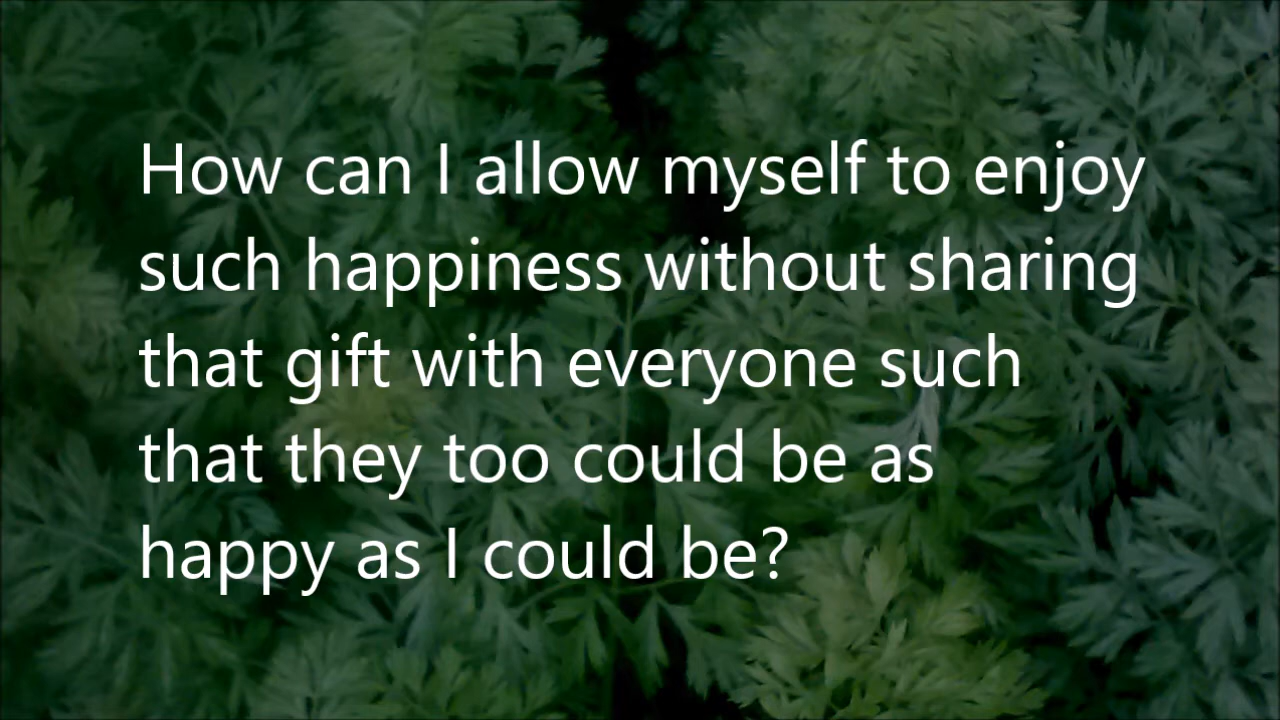 How can I allow myself to enjoy
such happiness without sharing
that gift with everyone such
that they too could be as
happy as I could be?